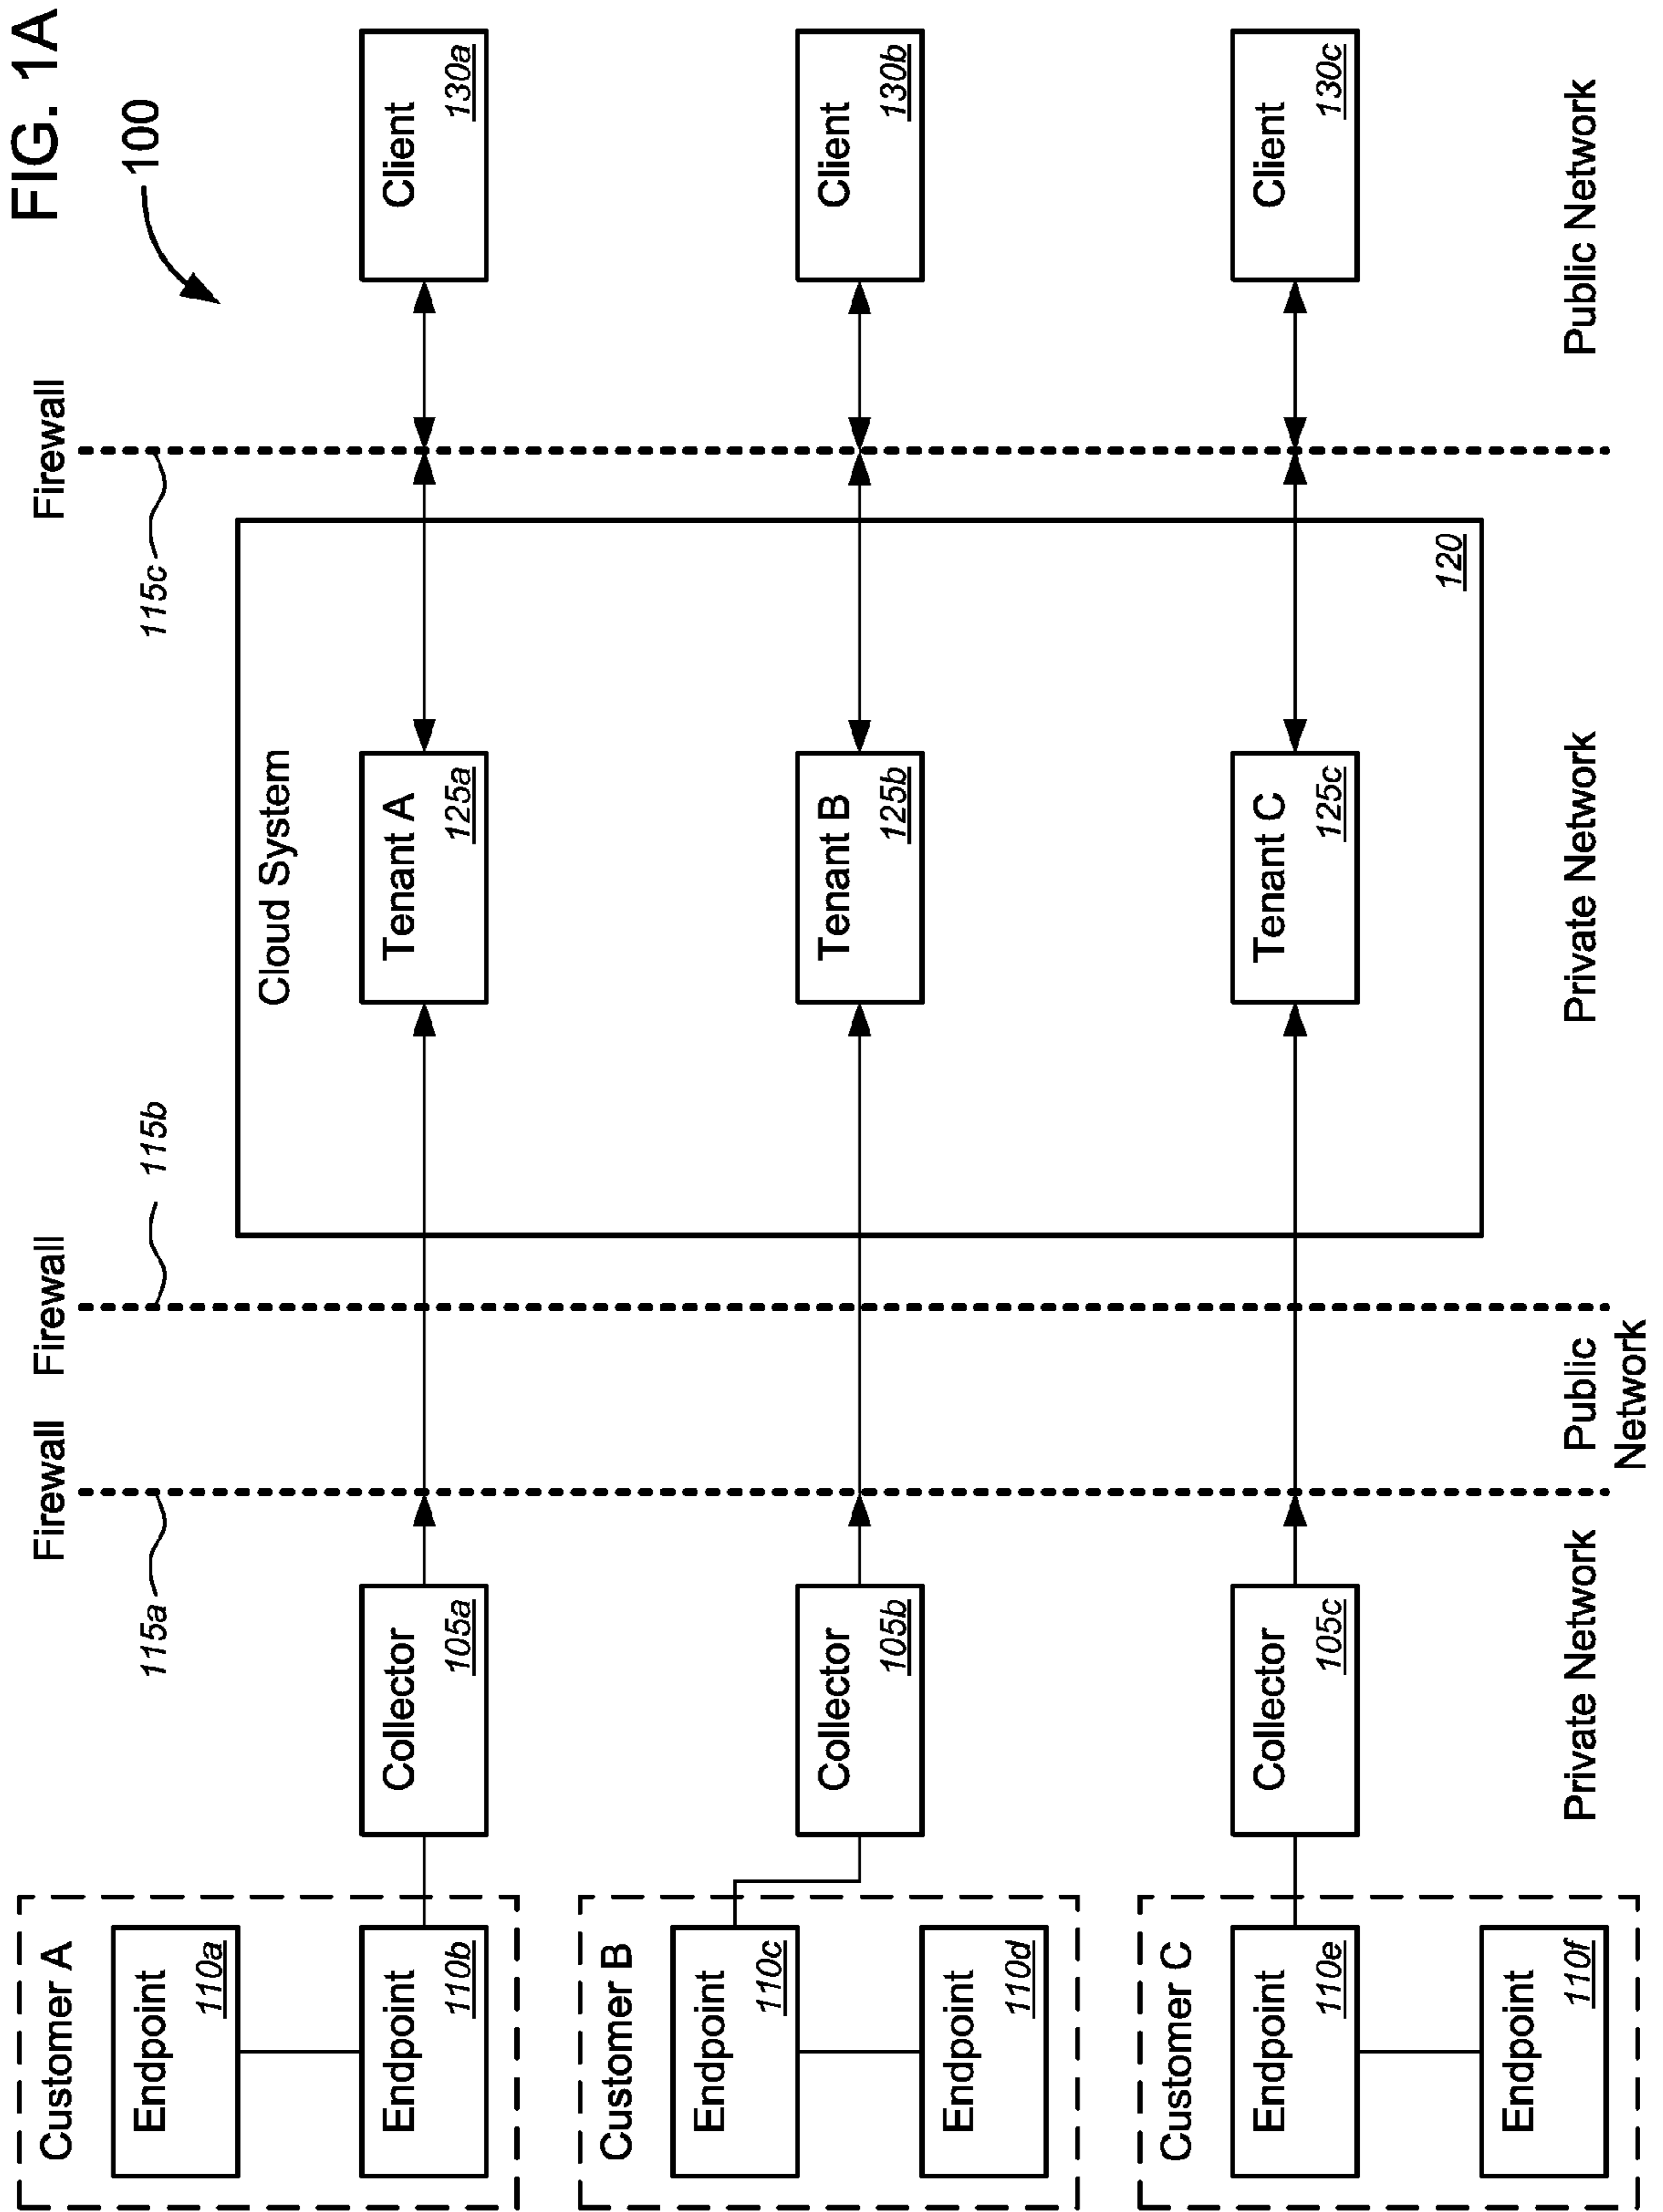 FIG. 1A
100
Firewall
Firewall
Firewall
115a
115b
115c
Customer A
Endpoint
110a
Endpoint
110b
Collector
105a
Cloud System
Tenant A
125a
Client
130a
Customer B
Endpoint
110c
Endpoint
110d
Collector
105b
Tenant B
125b
Client
130b
Customer C
Endpoint
110e
Endpoint
110f
Collector
105c
Tenant C
125c
Client
130c
120
Private Network
Public
Network
Private Network
Public Network